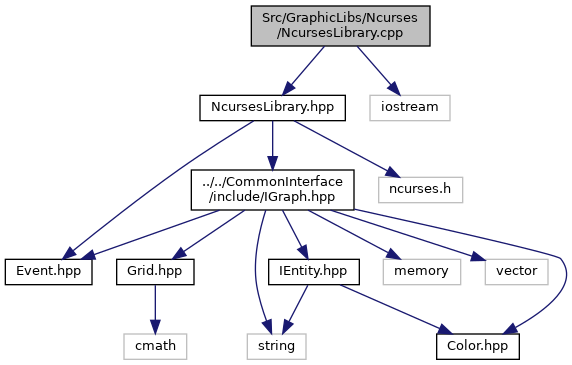 Src/GraphicLibs/Ncurses
/NcursesLibrary.cpp
NcursesLibrary.hpp
iostream
../../CommonInterface
/include/IGraph.hpp
ncurses.h
Event.hpp
Grid.hpp
IEntity.hpp
memory
vector
cmath
string
Color.hpp